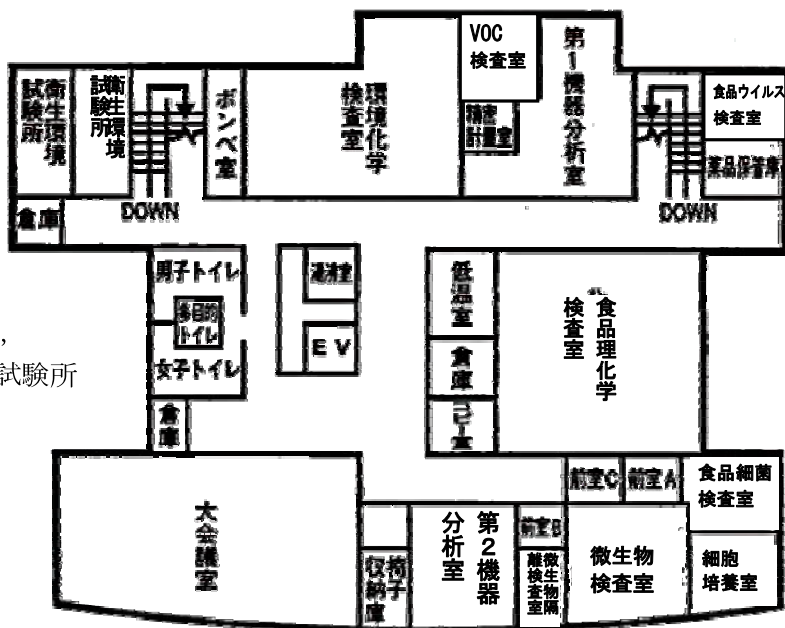 衛生環境
試験所
衛生環境
試験所
ボンベ室
環境化学
検査室
VOC
検査室
精密
計量室
第1機器分析室
食品ウイルス
検査室
薬品保管庫
DOWN
DOWN
倉庫
男子トイレ
多目的
トイレ
女子トイレ
湯沸室
EV
低温室
倉庫
コピー室
食品理化学
検査室
,
試験所
倉庫
大会議室
椅子
収納庫
第2機器
分析室
前室B
前室C
前室A
微生物隔
離検査室
微生物
検査室
食品細菌
検査室
細胞
培養室